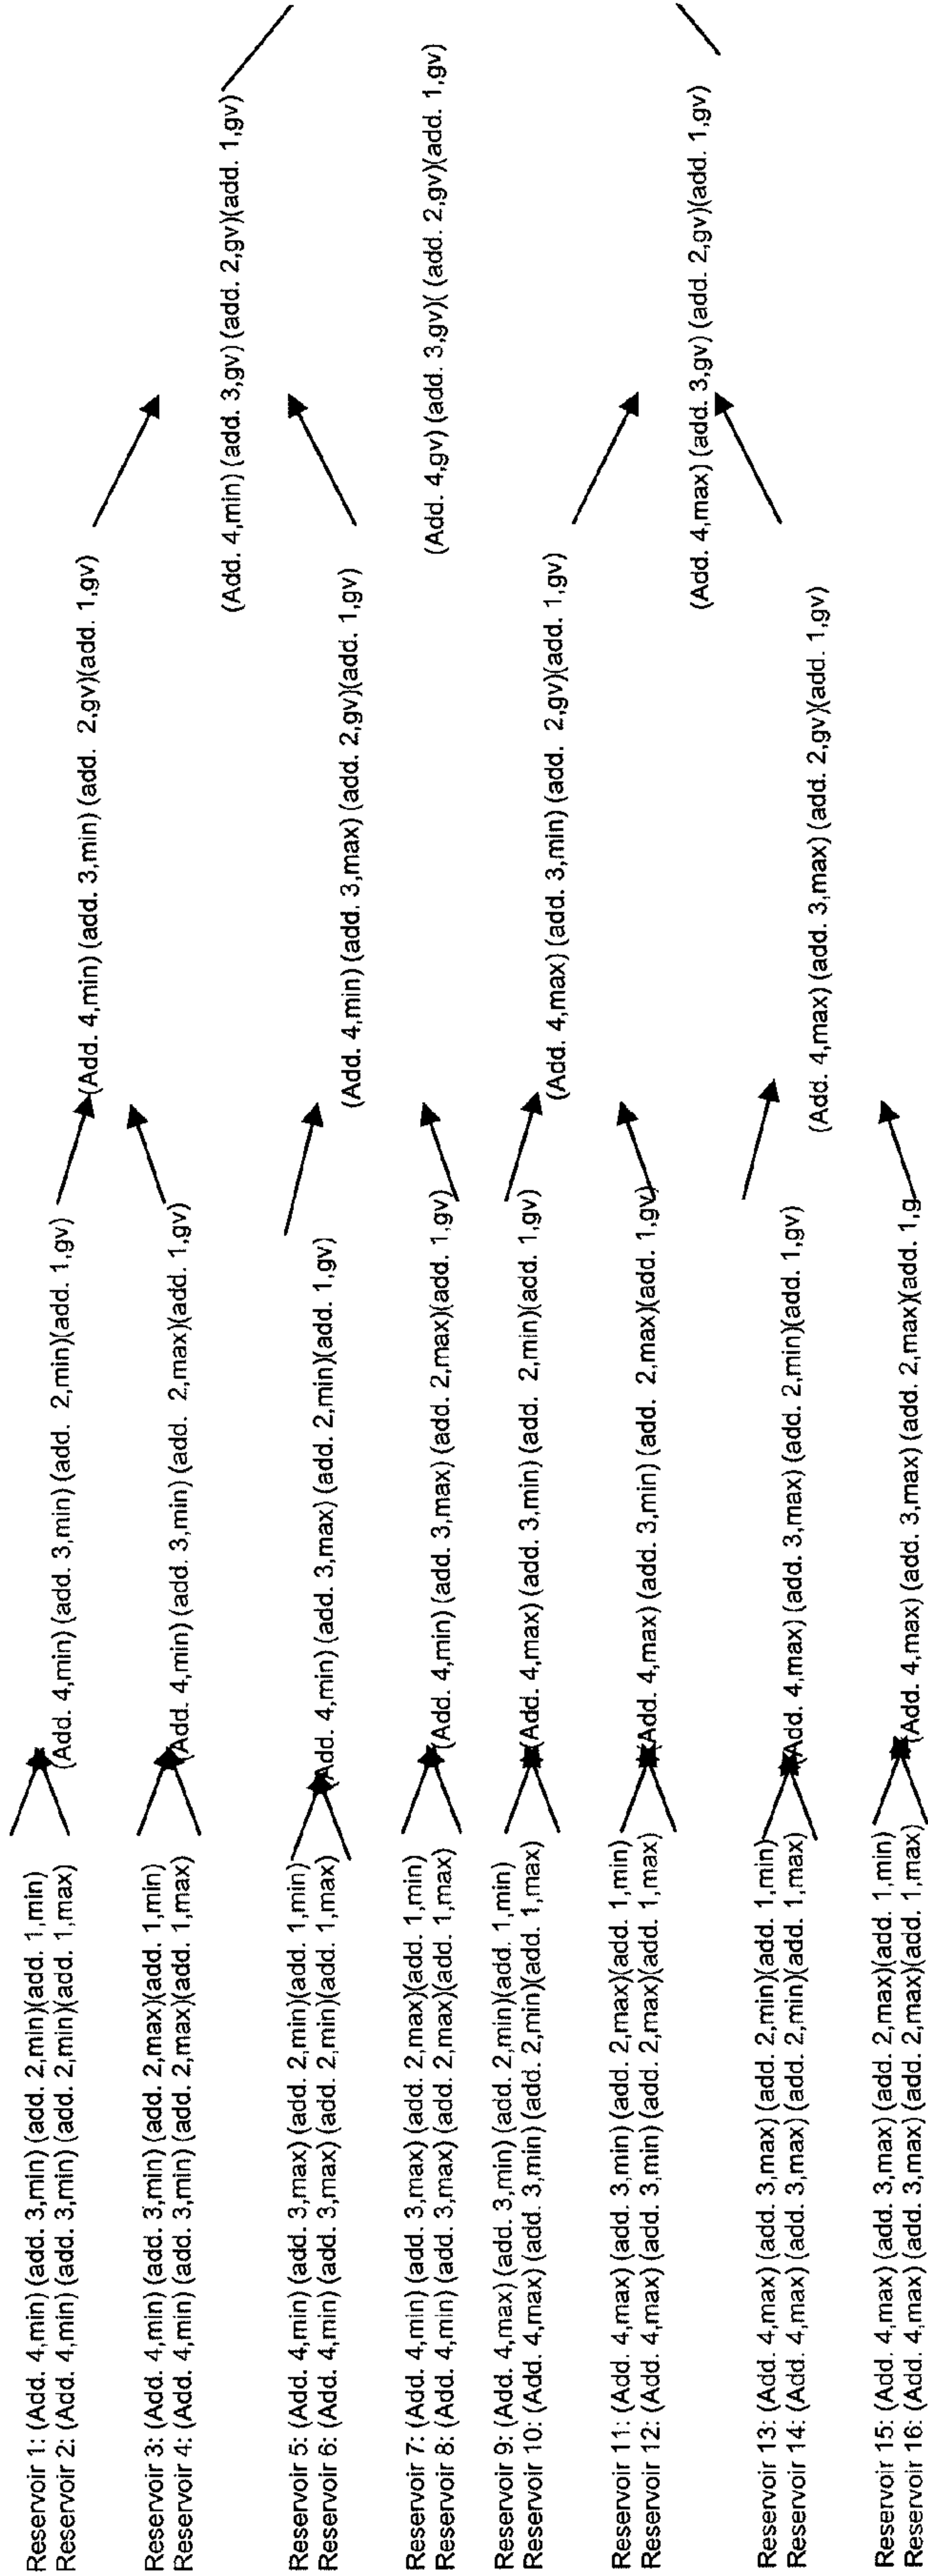 Reservoir 1: (Add. 4,min) (add. 3,min) (add. 2,min)(add. 1,min)
Reservoir 2: (Add. 4,min) (add. 3,min) (add. 2,min)(add. 1,max)
Reservoir 3: (Add. 4,min) (add. 3,min) (add. 2,max)(add. 1,min)
Reservoir 4: (Add. 4,min) (add. 3,min) (add. 2,max)(add. 1,max)
Reservoir 5: (Add. 4,min) (add. 3,max) (add. 2,min)(add. 1,min)
Reservoir 6: (Add. 4,min) (add. 3,max) (add. 2,min)(add. 1,max)
Reservoir 7: (Add. 4,min) (add. 3,max) (add. 2,max)(add. 1,min)
Reservoir 8: (Add. 4,min) (add. 3,max) (add. 2,max)(add. 1,max)
Reservoir 9: (Add. 4,max) (add. 3,min) (add. 2,min)(add. 1,min)
Reservoir 10: (Add. 4,max) (add. 3,min) (add. 2,min)(add. 1,max)
Reservoir 11: (Add. 4,max) (add. 3,min) (add. 2,max)(add. 1,min)
Reservoir 12: (Add. 4,max) (add. 3,min) (add. 2,max)(add. 1,max)
Reservoir 13: (Add. 4,max) (add. 3,max) (add. 2,min)(add. 1,min)
Reservoir 14: (Add. 4,max) (add. 3,max) (add. 2,min)(add. 1,max)
Reservoir 15: (Add. 4,max) (add. 3,max) (add. 2,max)(add. 1,min)
Reservoir 16: (Add. 4,max) (add. 3,max) (add. 2,max)(add. 1,max)
(Add. 4,min) (add. 3,min) (add. 2,min)(add. 1,gv)
(Add. 4,min) (add. 3,min) (add. 2,max)(add. 1,gv)
(Add. 4,min) (add. 3,max) (add. 2,min)(add. 1,gv)
(Add. 4,min) (add. 3,max) (add. 2,max)(add. 1,gv)
(Add. 4,max) (add. 3,min) (add. 2,min)(add. 1,gv)
(Add. 4,max) (add. 3,min) (add. 2,max)(add. 1,gv)
(Add. 4,max) (add. 3,max) (add. 2,min)(add. 1,gv)
(Add. 4,max) (add. 3,max) (add. 2,max)(add. 1,g
(Add. 4,min) (add. 3,min) (add. 2,gv)(add. 1,gv)
(Add. 4,min) (add. 3,max) (add. 2,gv)(add. 1,gv)
(Add. 4,max) (add. 3,min) (add. 2,gv)(add. 1,gv)
(Add. 4,max) (add. 3,max) (add. 2,gv)(add. 1,gv)
(Add. 4,min) (add. 3,gv) (add. 2,gv)(add. 1,gv)
(Add. 4,gv) (add. 3,gv)( (add. 2,gv)(add. 1,gv)
(Add. 4,max) (add. 3,gv) (add. 2,gv)(add. 1,gv)